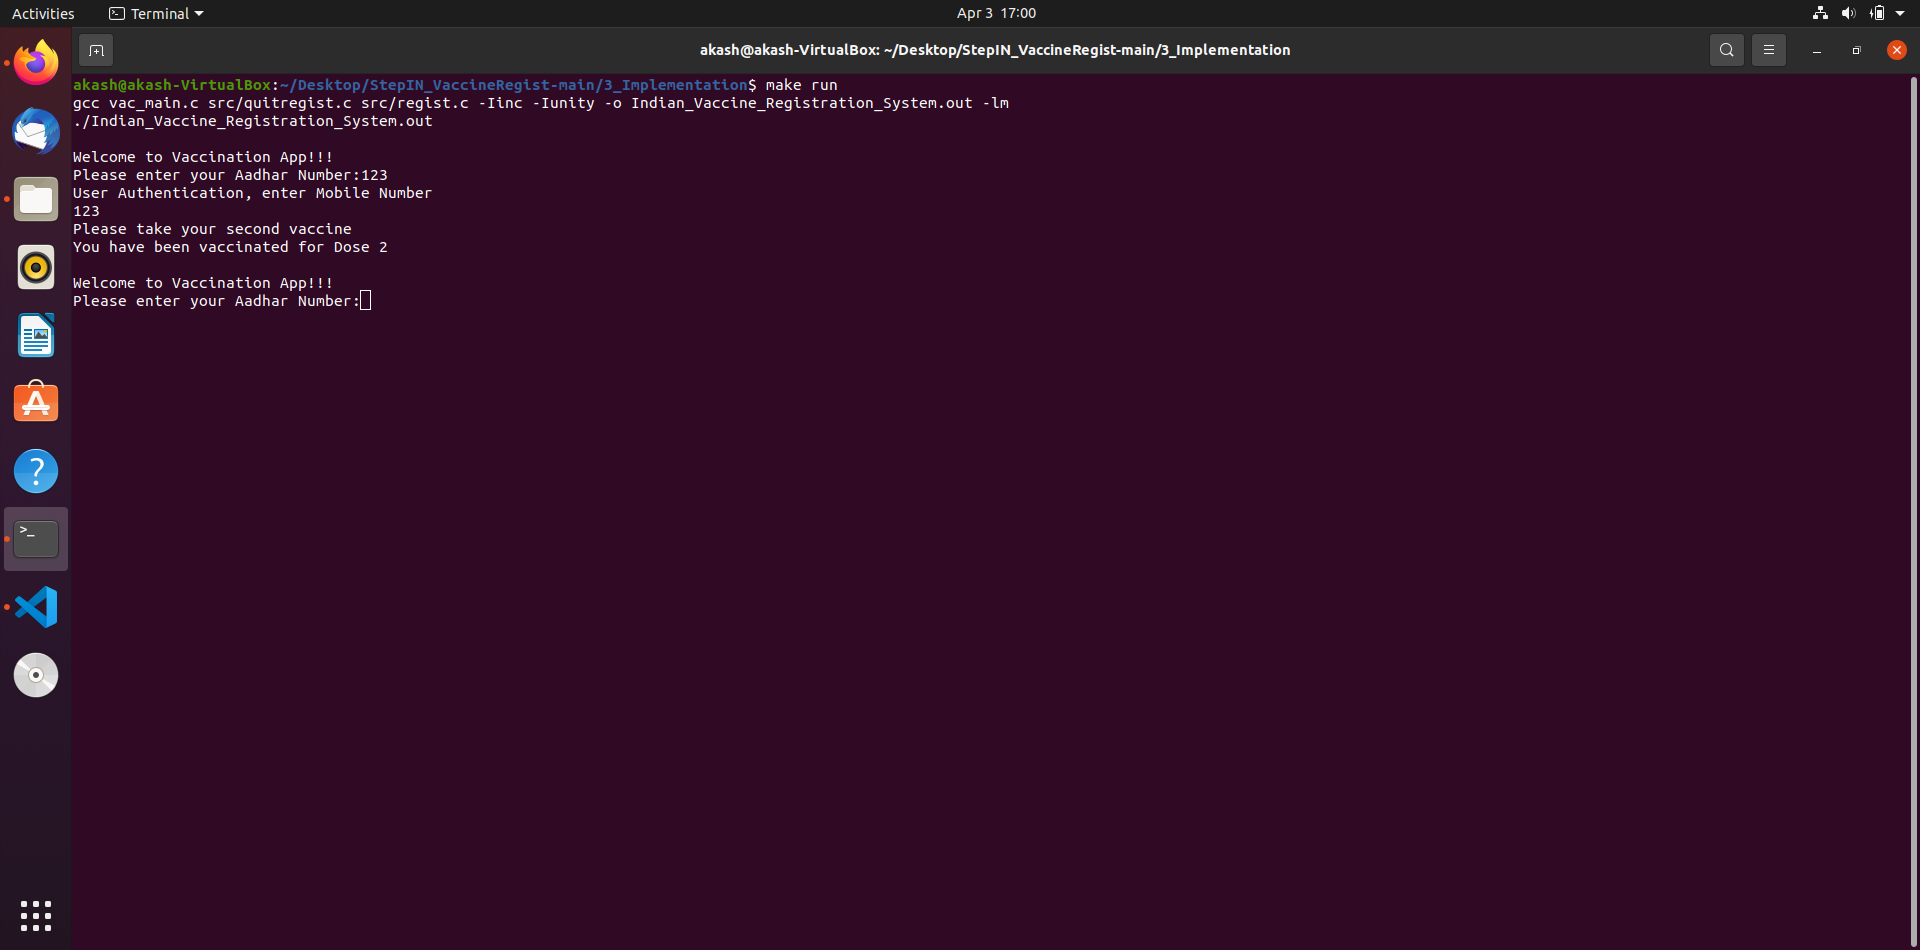 Activities
Terminal
Apr 3 17:00
akash@akash-VirtualBox: ~/Desktop/StepIN_VaccineRegist-main/3_Implementation
akash@akash-VirtualBox:~/Desktop/StepIN_VaccineRegist-main/3_Implementation$ make run
gcc vac_main.c src/quitregist.c src/regist.c -Iinc -Iunity -o Indian_Vaccine_Registration_System.out -lm
./Indian_Vaccine_Registration_System.out
Welcome to Vaccination App!!!
Please enter your Aadhar Number:123
User Authentication, enter Mobile Number
123
Please take your second vaccine
You have been vaccinated for Dose 2
Welcome to Vaccination App!!!
Please enter your Aadhar Number: